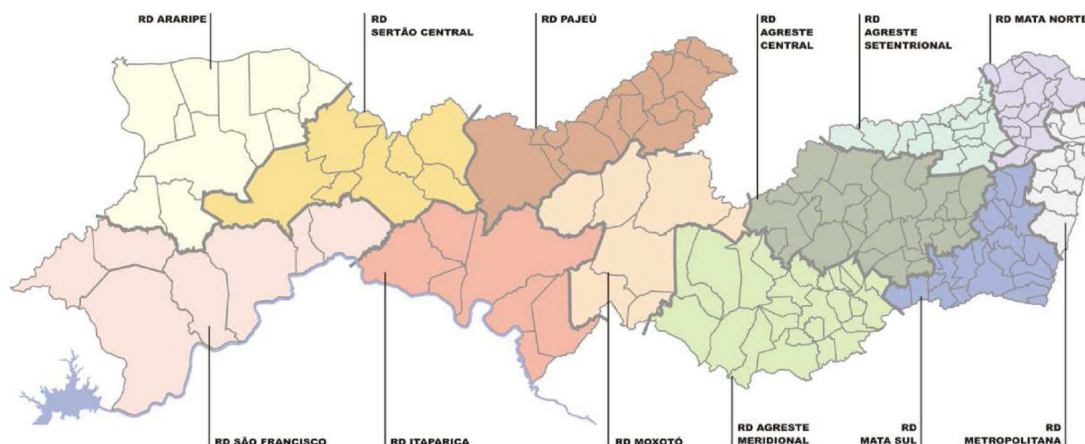 RD ARARIPE
RD
SERTÃO CENTRAL
RD PAJEÚ
RD
AGRESTE
CENTRAL
RD
AGRESTE
SETENTRIONAL
RD MATA NORTE
RD SÃO FRANCISCO
RD ITAPARICA
RD MOXOTÓ
RD AGRESTE
MERIDIONAL
RD
MATA SUL
RD
METROPOLITANA